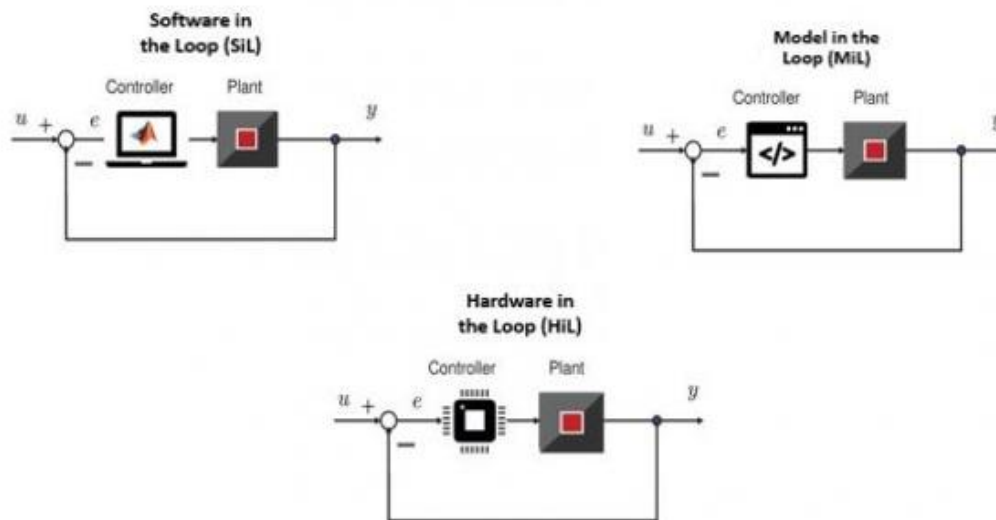 Software in
the Loop (SiL)
Controller Plant
u + e y
−
Model in the
Loop (MiL)
Controller Plant
u + e
</>
−
Hardware in
the Loop (HiL)
Controller Plant
u + e y
−